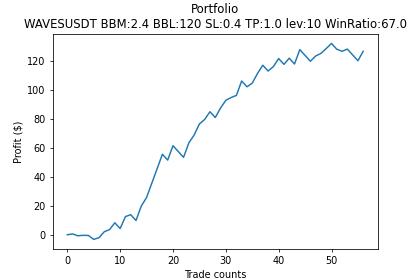 Portfolio
WAVESUSDT BBM:2.4 BBL:120 SL:0.4 TP:1.0 lev:10 WinRatio:67.0
120
100
80
60
40
20
0
Profit ($)
0 10 20 30 40 50
Trade counts